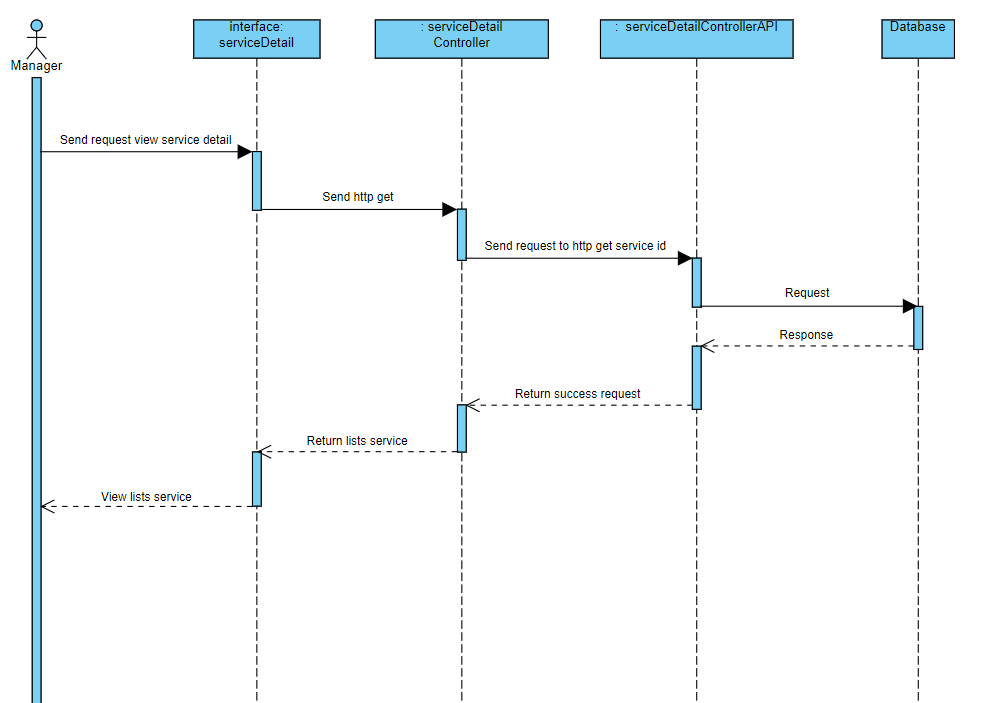 Manager
interface:
serviceDetail
: serviceDetail
Controller
: serviceDetailControllerAPI
Database
Send request view service detail
Send http get
Send request to http get service id
Request
Response
Return success request
Return lists service
View lists service